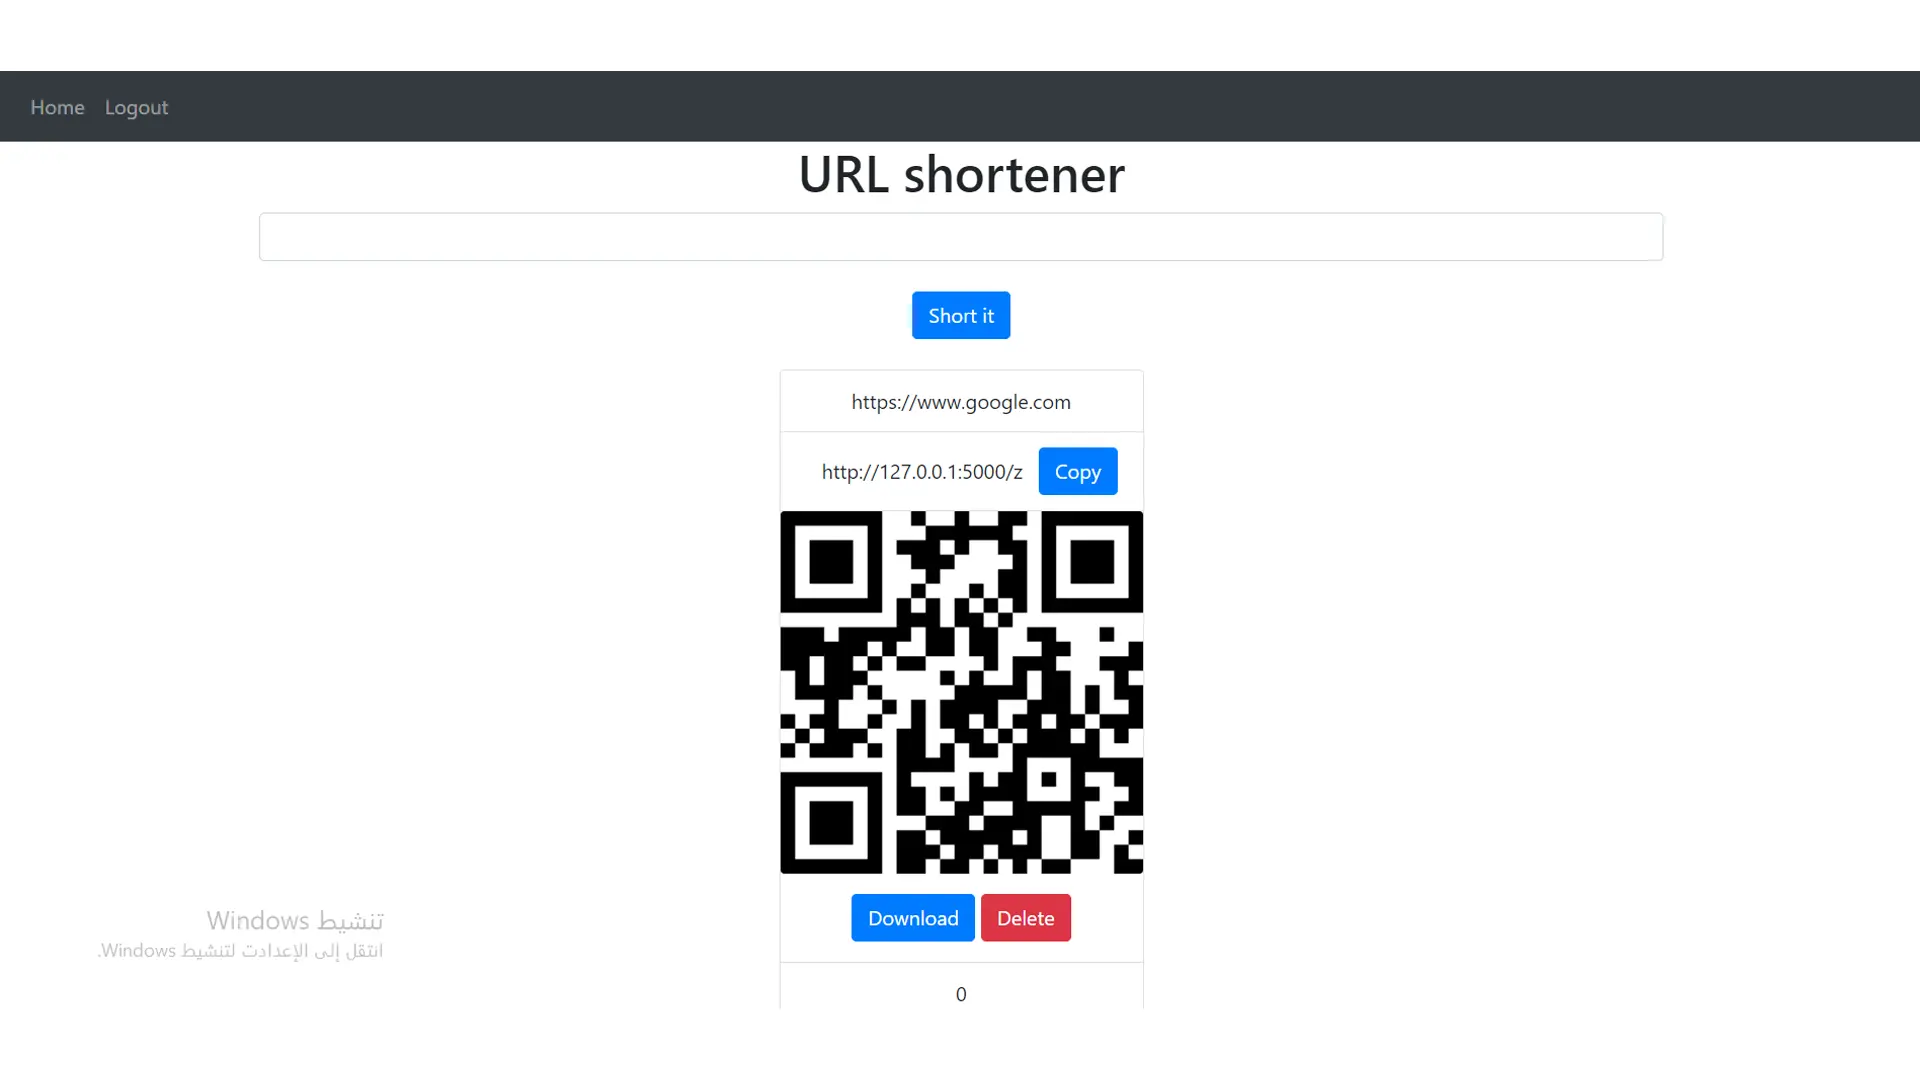 Home Logout
URL shortener
Short it
https://www.google.com
http://127.0.0.1:5000/z Copy
Download Delete
تنشيط Windows
انتقل إلى الإعدادت لتنشيط Windows.
0